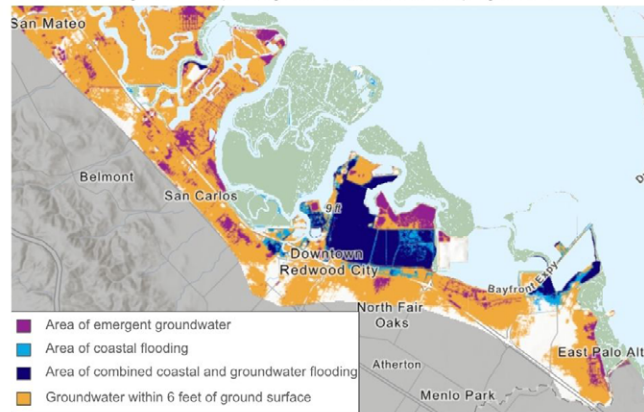 San Mateo
Belmont
San Carlos
9 ft
Downtown
Redwood City
Bayfront Expy
North Fair
Oaks
East Palo Alt
Atherton
Menlo Park
Area of emergent groundwater
Area of coastal flooding
Area of combined coastal and groundwater flooding
Groundwater within 6 feet of ground surface